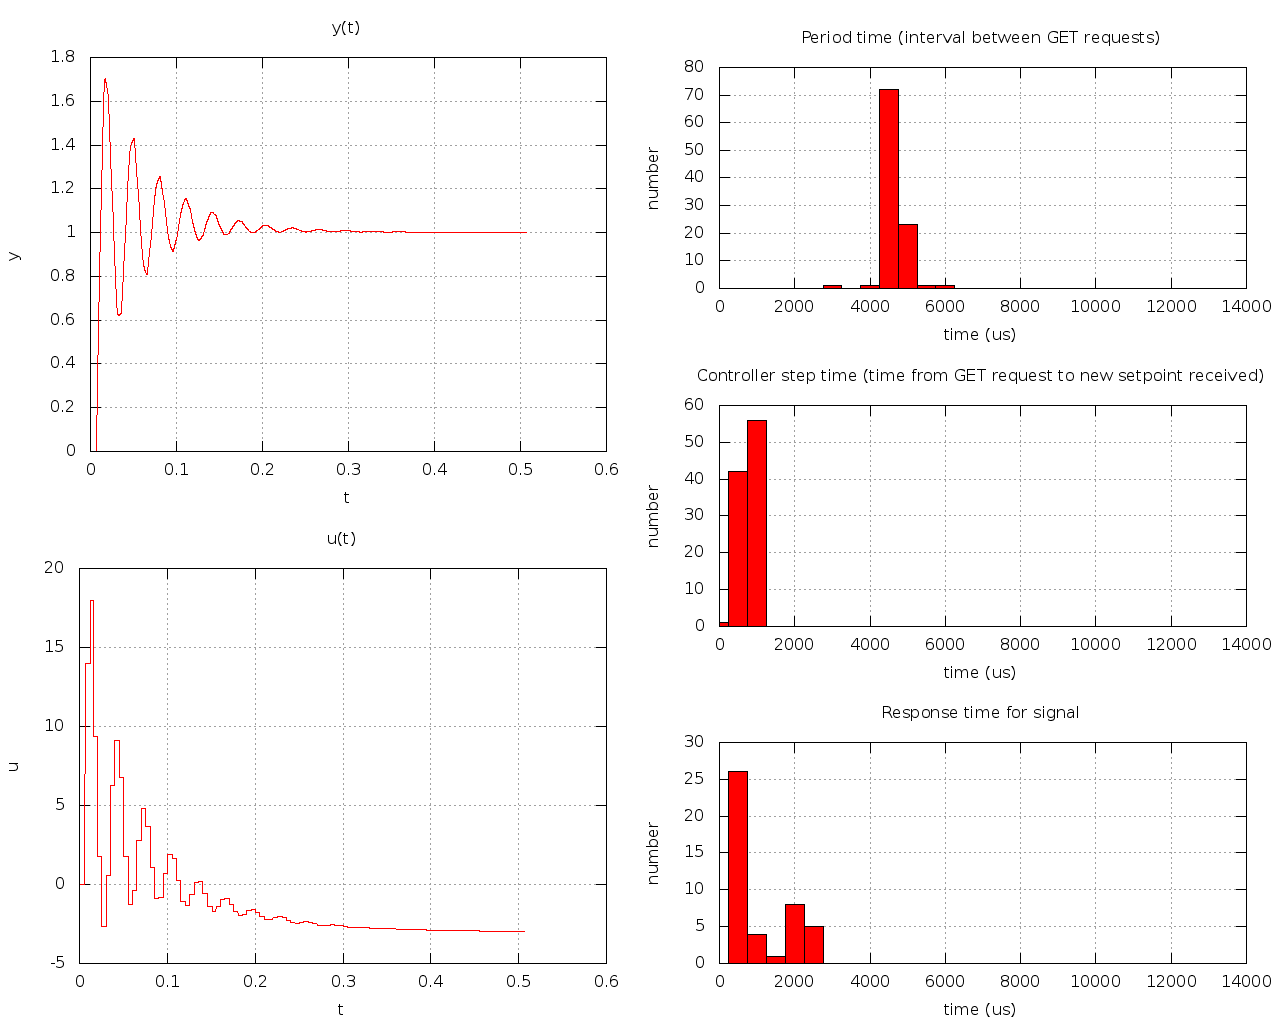 y(t)
1.8
1.6
1.4
1.2
1
0.8
0.6
0.4
0.2
0
y
0 0.1 0.2 0.3 0.4 0.5 0.6
t
u(t)
20
15
10
5
0
-5
u
0 0.1 0.2 0.3 0.4 0.5 0.6
t
Period time (interval between GET requests)
80
70
60
50
40
30
20
10
0
number
0 2000 4000 6000 8000 10000 12000 14000
time (us)
Controller step time (time from GET request to new setpoint received)
60
50
40
30
20
10
0
number
0 2000 4000 6000 8000 10000 12000 14000
time (us)
Response time for signal
30
25
20
15
10
5
0
number
0 2000 4000 6000 8000 10000 12000 14000
time (us)